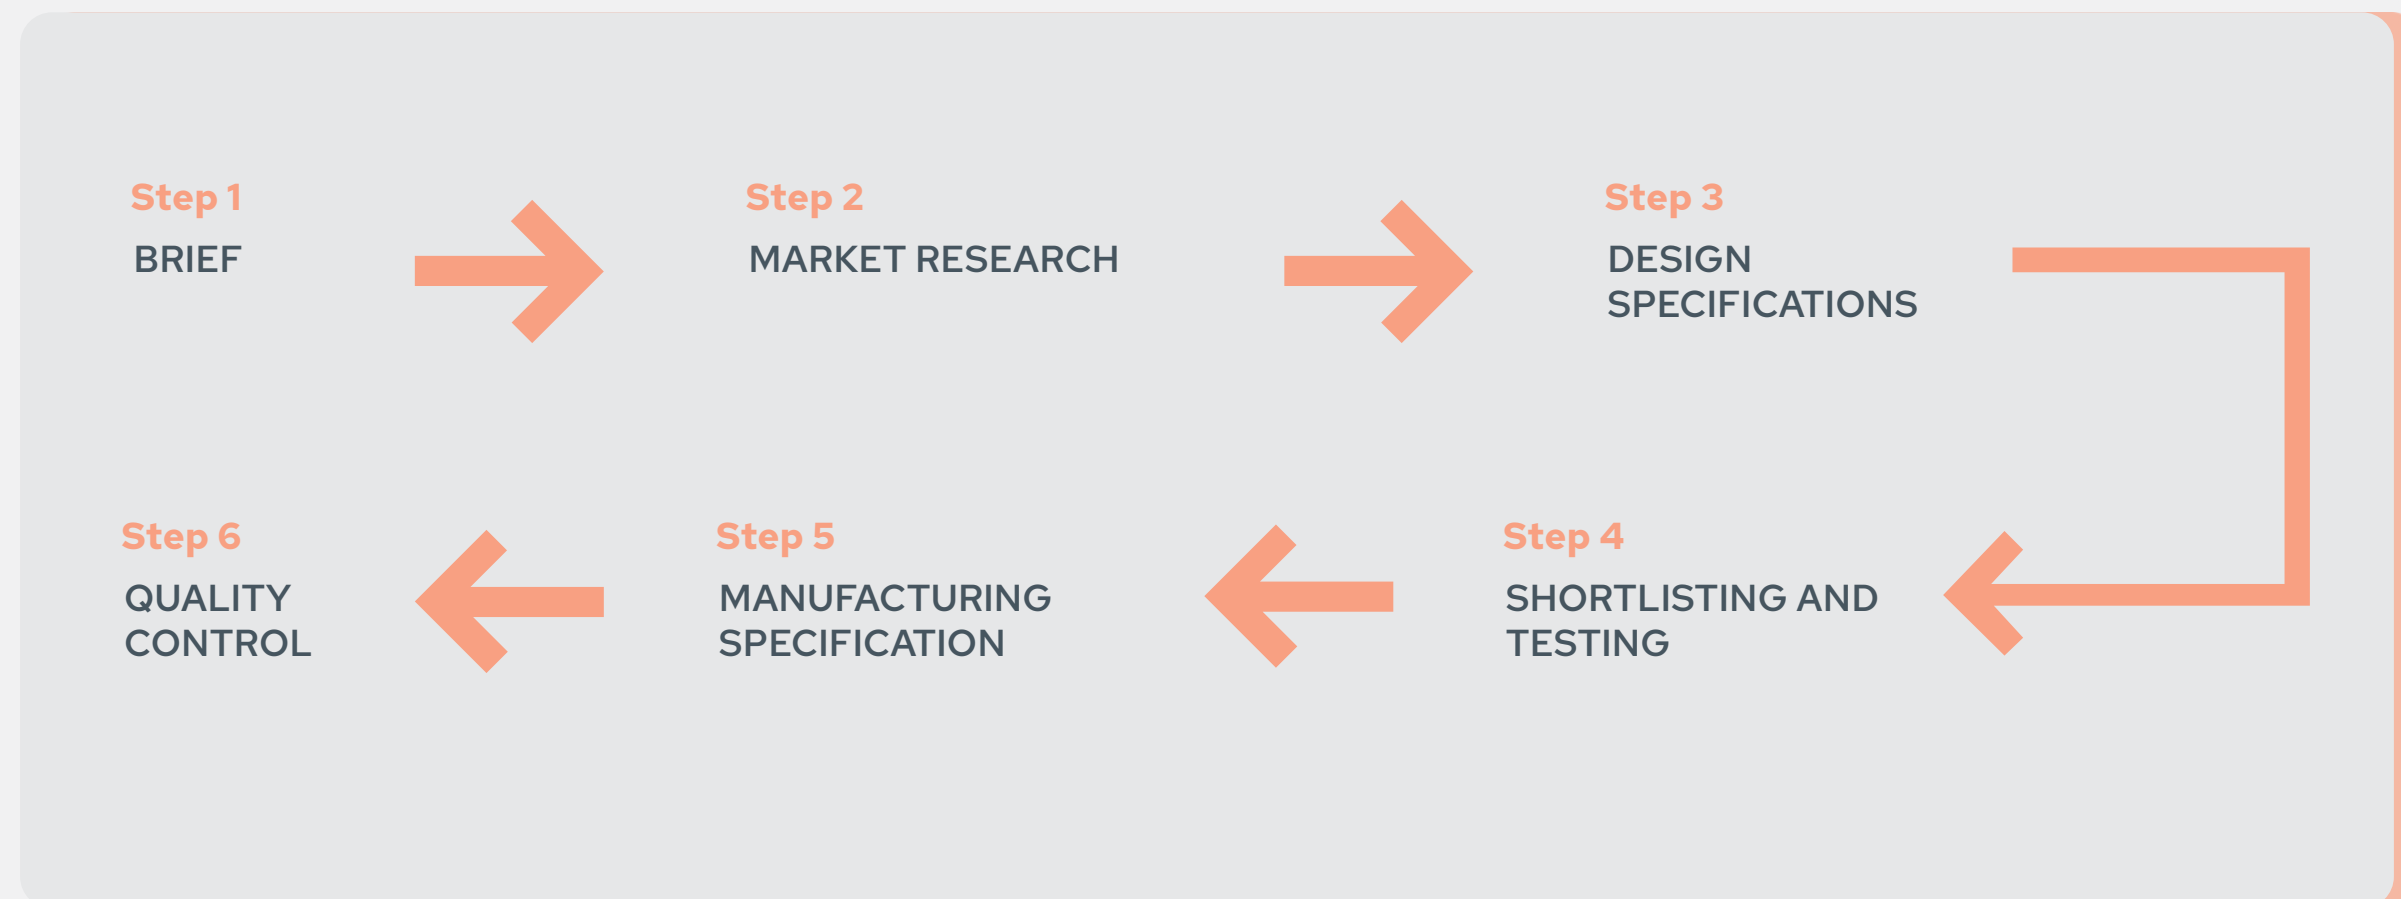 Step 1
BRIEF
Step 2
MARKET RESEARCH
Step 3
DESIGN
SPECIFICATIONS
Step 4
SHORTLISTING AND
TESTING
Step 5
MANUFACTURING
SPECIFICATION
Step 6
QUALITY
CONTROL